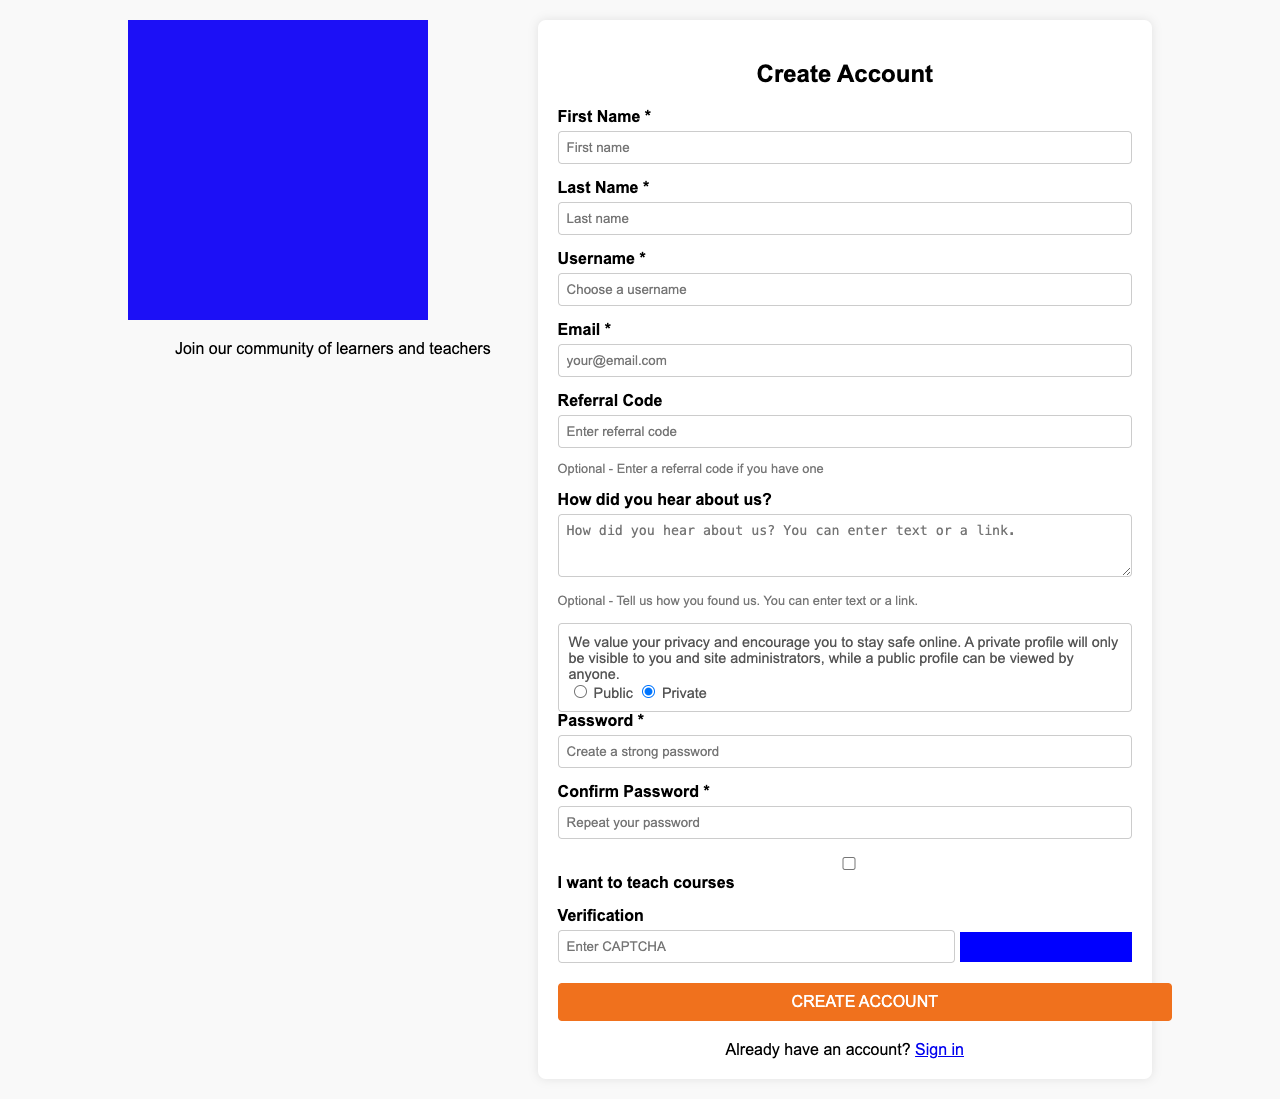 Join our community of learners and teachers
Create Account
First Name *
First name
Last Name *
Last name
Username *
Choose a username
Email *
your@email.com
Referral Code
Enter referral code
Optional - Enter a referral code if you have one
How did you hear about us?
How did you hear about us? You can enter text or a link.
Optional - Tell us how you found us. You can enter text or a link.
We value your privacy and encourage you to stay safe online. A private profile will only
be visible to you and site administrators, while a public profile can be viewed by
anyone.
Public Private
Password *
Create a strong password
Confirm Password *
Repeat your password
I want to teach courses
Verification
Enter CAPTCHA
CREATE ACCOUNT
Already have an account? Sign in